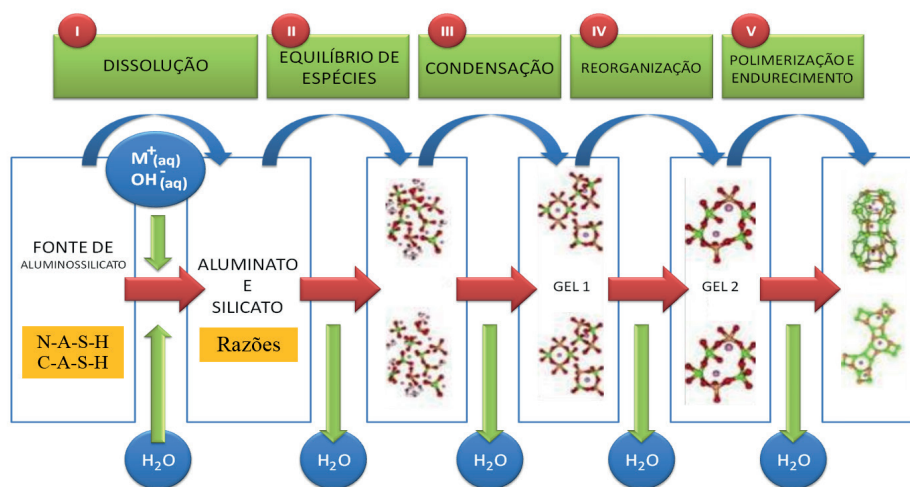 I
DISSOLUÇÃO
II
EQUILÍBRIO DE
ESPÉCIES
III
CONDENSAÇÃO
IV
REORGANIZAÇÃO
V
POLIMERIZAÇÃO E
ENDURECIMENTO
M⁺(aq)
OH⁻(aq)
FONTE DE
ALUMINOSSILICATO
N-A-S-H
C-A-S-H
ALUMINATO
E
SILICATO
Razões
GEL 1
GEL 2
H₂O
H₂O
H₂O
H₂O
H₂O